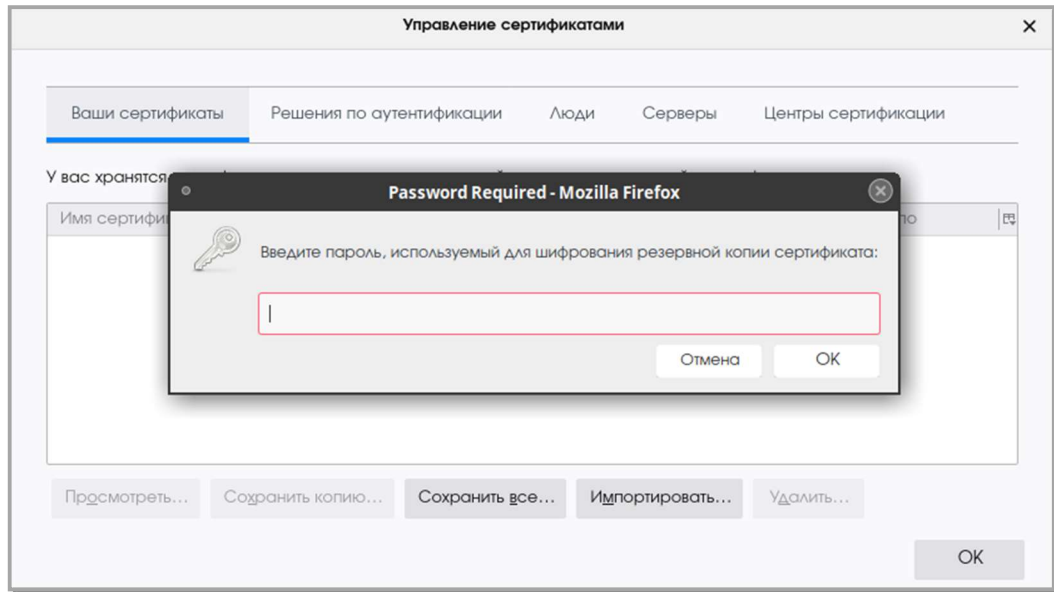 Управление сертификатами
Ваши сертификаты Решения по аутентификации Люди Серверы Центры сертификации
У вас хранятся
Password Required - Mozilla Firefox
Имя
Введите пароль, используемый для шифрования резервной копии сертификата:
Отмена OK
Просмотреть... Сохранить копию... Сохранить все... Импортировать... Удалить...
OK